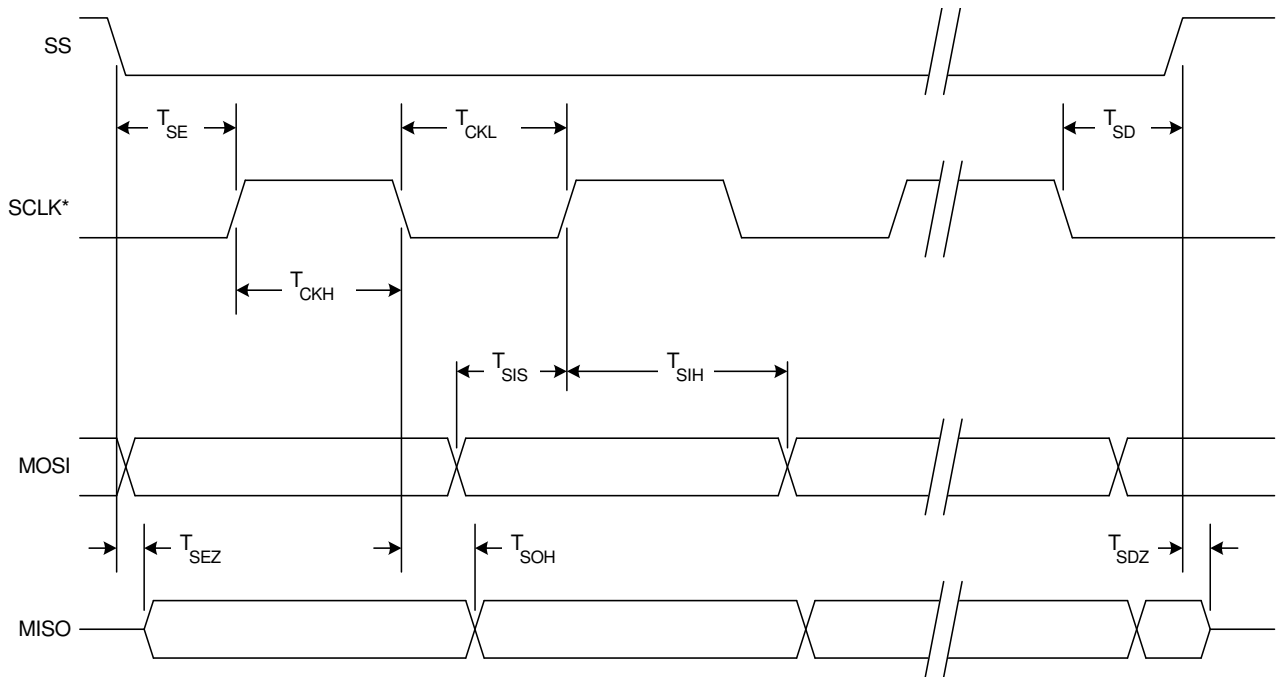 SS
T_SE
T_CKL
T_SD
SCLK*
T_CKH
T_SIS
T_SIH
MOSI
T_SEZ
T_SOH
T_SDZ
MISO